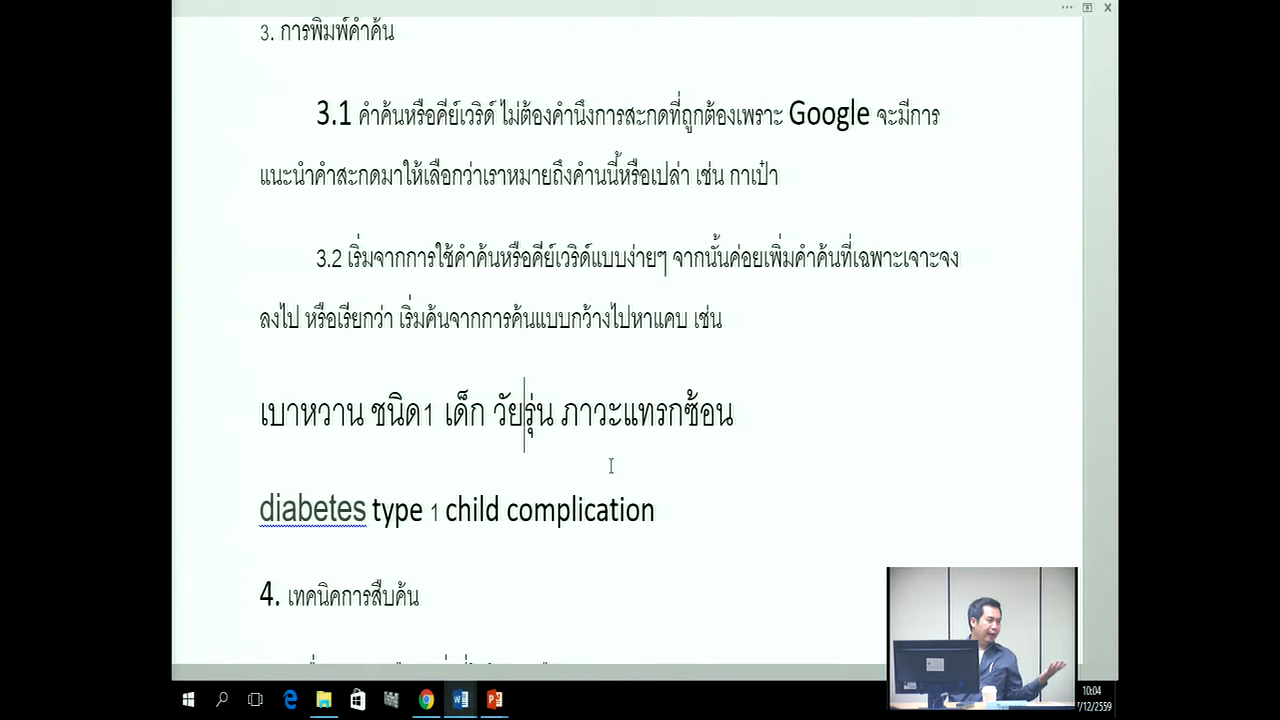 3. การพิมพ์คำค้น
3.1 คำค้นหรือคีย์เวิร์ด ไม่ต้องคำนึงการสะกดที่ถูกต้องเพราะ Google จะมีการ
แนะนำคำสะกดมาให้เลือกว่าเราหมายถึงคำนนี้หรือเปล่า เช่น กาเป๋า
3.2 เริ่มจากการใช้คำค้นหรือคีย์เวิร์ดแบบง่ายๆ จากนั้นค่อยเพิ่มคำค้นที่เฉพาะเจาะจง
ลงไป หรือเรียกว่า เริ่มค้นจากการค้นแบบกว้างไปหาแคบ เช่น
เบาหวาน ชนิด1 เด็ก วัยรุ่น ภาวะแทรกซ้อน
diabetes type 1 child complication
4. เทคนิคการสืบค้น
10:04
7/12/2559